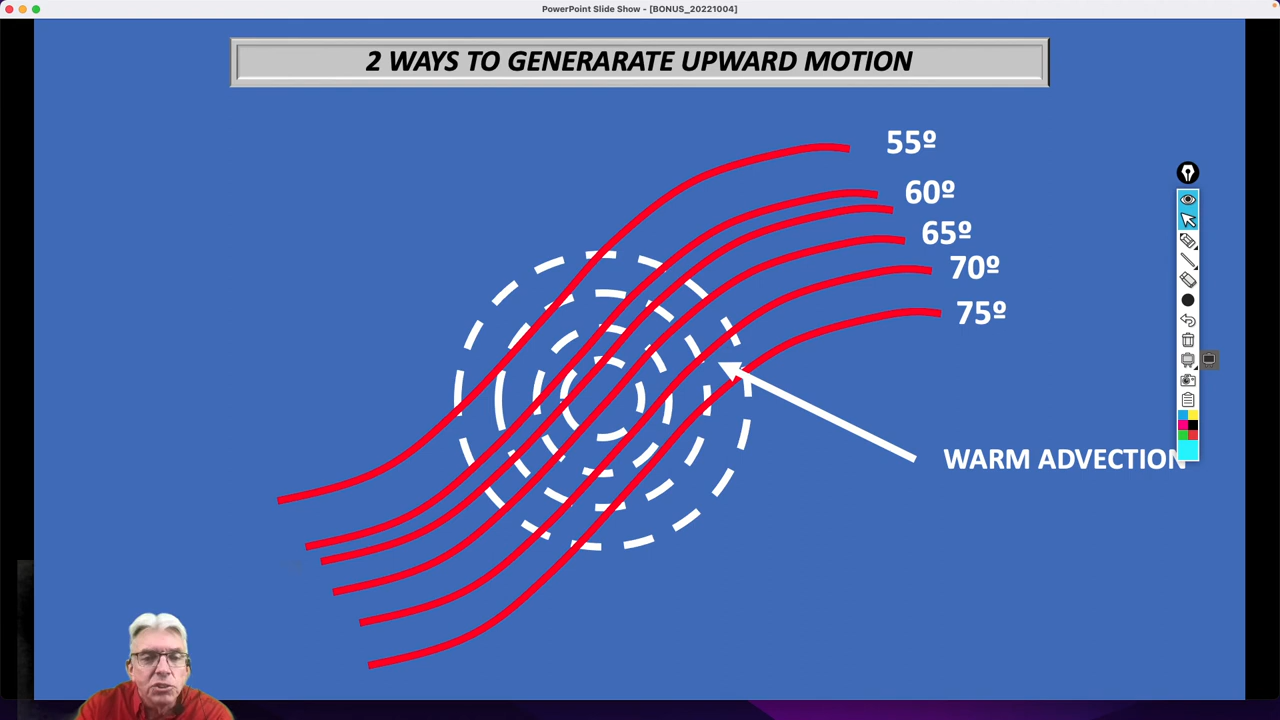 PowerPoint Slide Show - [BONUS_20221004]
2 WAYS TO GENERARATE UPWARD MOTION
55º
60º
65º
70º
75º
WARM ADVECTION